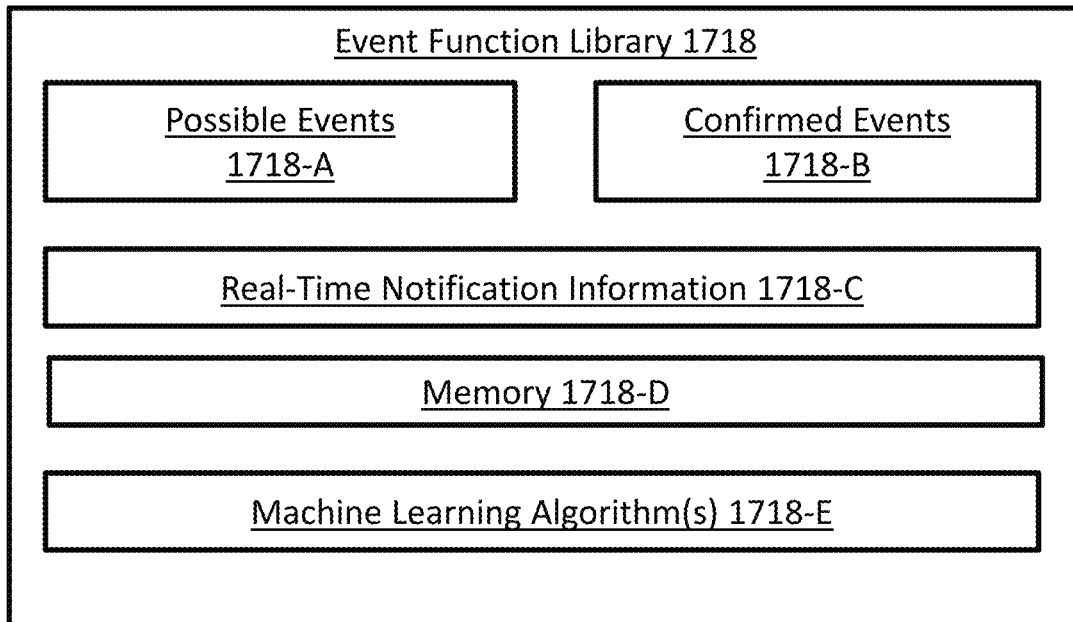 Event Function Library 1718
Possible Events
1718-A
Confirmed Events
1718-B
Real-Time Notification Information 1718-C
Memory 1718-D
Machine Learning Algorithm(s) 1718-E